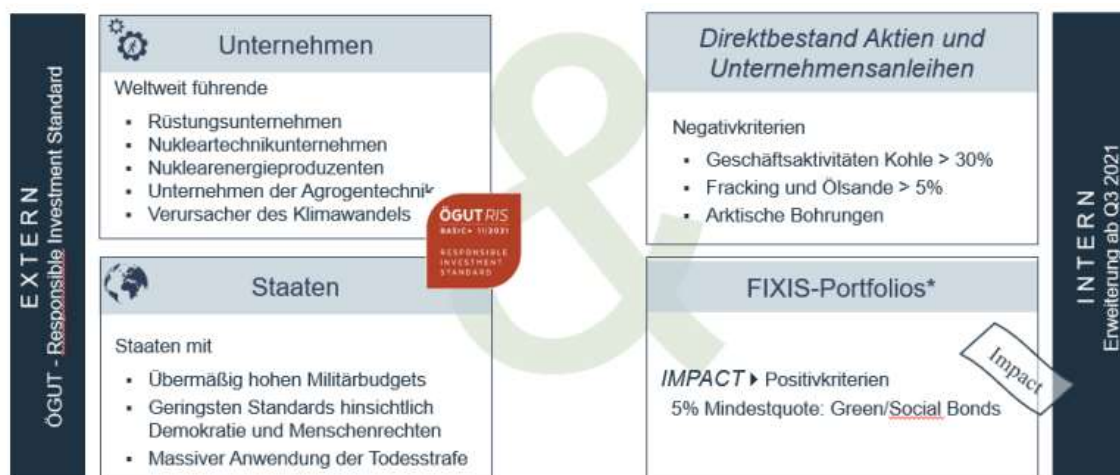 EXTERN
ÖGUT - Responsible Investment Standard
Unternehmen
Weltweit führende
▪ Rüstungsunternehmen
▪ Nukleartechnikunternehmen
▪ Nuklearenergieproduzenten
▪ Unternehmen der Agrogentechnik
▪ Verursacher des Klimawandels
ÖGUT RIS
BASIC+ 11/2021
RESPONSIBLE
INVESTMENT
STANDARD
Staaten
Staaten mit
▪ Übermäßig hohen Militärbudgets
▪ Geringsten Standards hinsichtlich
Demokratie und Menschenrechten
▪ Massiver Anwendung der Todesstrafe
&
Direktbestand Aktien und
Unternehmensanleihen
Negativkriterien
▪ Geschäftsaktivitäten Kohle > 30%
▪ Fracking und Ölsande > 5%
▪ Arktische Bohrungen
FIXIS-Portfolios*
Impact
IMPACT ▸ Positivkriterien
5% Mindestquote: Green/Social Bonds
INTERN
Erweiterung ab Q3 2021